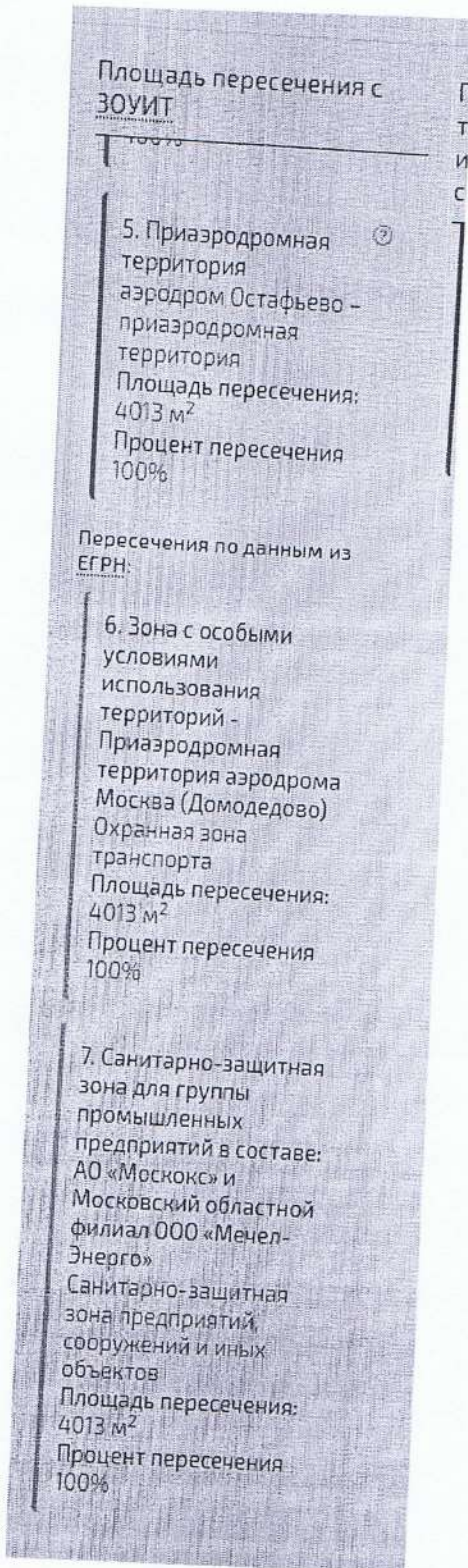 Площадь пересечения с
ЗОУИТ
100%
5. Приаэродромная
территория
аэродром Остафьево –
приаэродромная
территория
Площадь пересечения:
4013 м²
Процент пересечения
100%
Пересечения по данным из
ЕГРН:
6. Зона с особыми
условиями
использования
территорий -
Приаэродромная
территория аэродрома
Москва (Домодедово)
Охранная зона
транспорта
Площадь пересечения:
4013 м²
Процент пересечения
100%
7. Санитарно-защитная
зона для группы
промышленных
предприятий в составе:
АО «Москокс» и
Московский областной
филиал ООО «Мечел-
Энерго»
Санитарно-защитная
зона предприятий,
сооружений и иных
объектов
Площадь пересечения:
4013 м²
Процент пересечения
100%